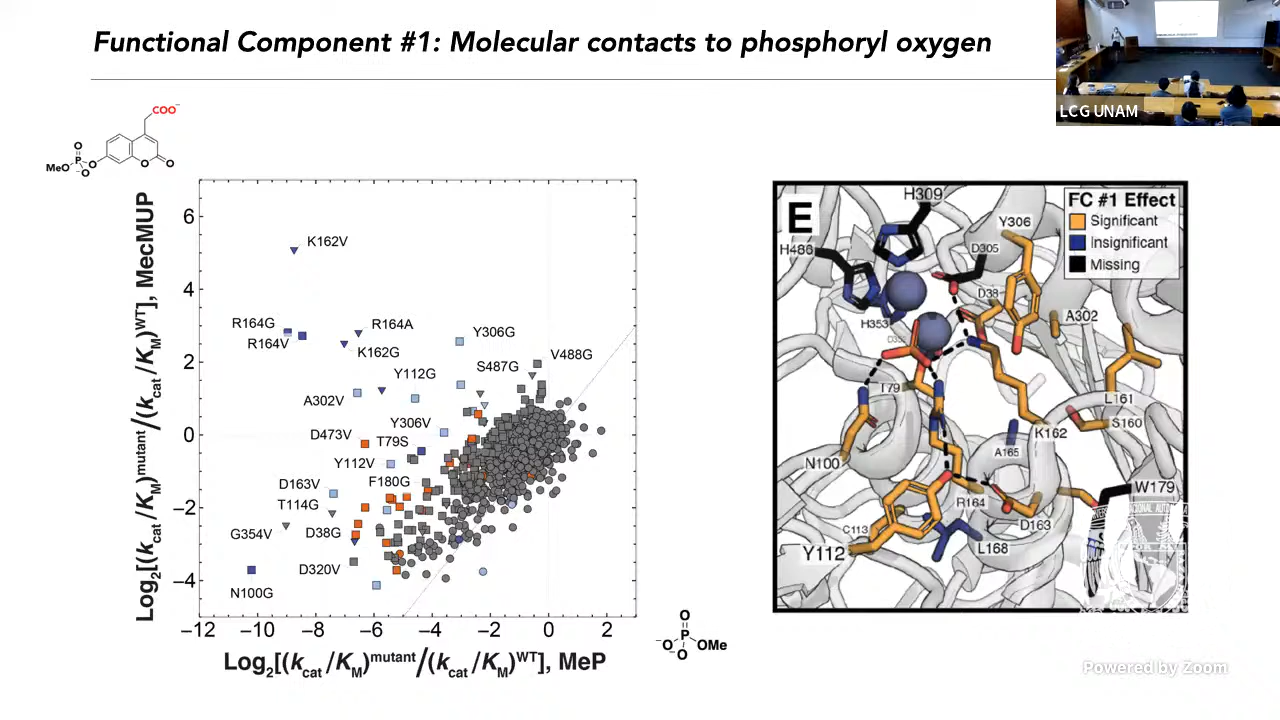 Functional Component #1: Molecular contacts to phosphoryl oxygen
LCG UNAM
COO⁻
O
MeO P O
⁻O
O O
Log₂[(kcat/KM)mutant/(kcat/KM)WT], MecMUP
6
4
2
0
−2
−4
K162V
R164G
R164A
R164V
K162G
Y306G
V488G
S487G
Y112G
A302V
Y306V
D473V
T79S
Y112V
F180G
D163V
T114G
G354V
D38G
D320V
N100G
−12 −10 −8 −6 −4 −2 0 2
Log₂[(kcat/KM)mutant/(kcat/KM)WT], MeP
O
⁻O P OMe
O
E
FC #1 Effect
Significant
Insignificant
Missing
H309
Y306
H486
D305
D38
A302
H353
T79
L161
S160
K162
A165
N100
W179
R164
D163
C113
L168
Y112
Powered by Zoom